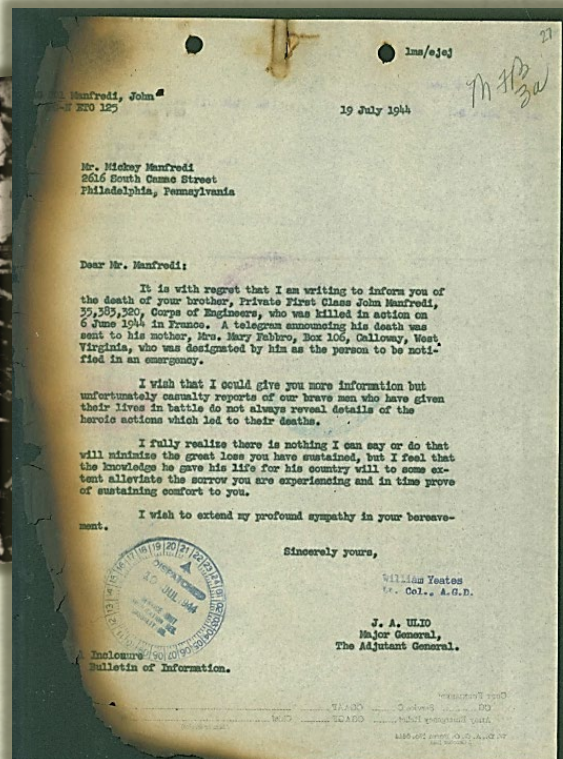 27
1ms/ejej
Manfredi, John
ETO 125
19 July 1944
Mr. Mickey Manfredi
2616 South Camac Street
Philadelphia, Pennsylvania
Dear Mr. Manfredi:
It is with regret that I am writing to inform you of
the death of your brother, Private First Class John Manfredi,
35,383,320, Corps of Engineers, who was killed in action on
6 June 1944 in France. A telegram announcing his death was
sent to his mother, Mrs. Mary Fabbro, Box 106, Calloway, West
Virginia, who was designated by him as the person to be noti-
fied in an emergency.
I wish that I could give you more information but
unfortunately casualty reports of our brave men who have given
their lives in battle do not always reveal details of the
heroic actions which led to their deaths.
I fully realize there is nothing I can say or do that
will minimize the great loss you have sustained, but I feel that
the knowledge he gave his life for his country will to some ex-
tent alleviate the sorrow you are experiencing and in time prove
of sustaining comfort to you.
I wish to extend my profound sympathy in your bereave-
ment.
Sincerely yours,
DISPATCHED
JUL 1944
William Yeates
Lt. Col., A.G.D.
J. A. ULIO
Major General,
The Adjutant General.
Inclosure
Bulletin of Information.